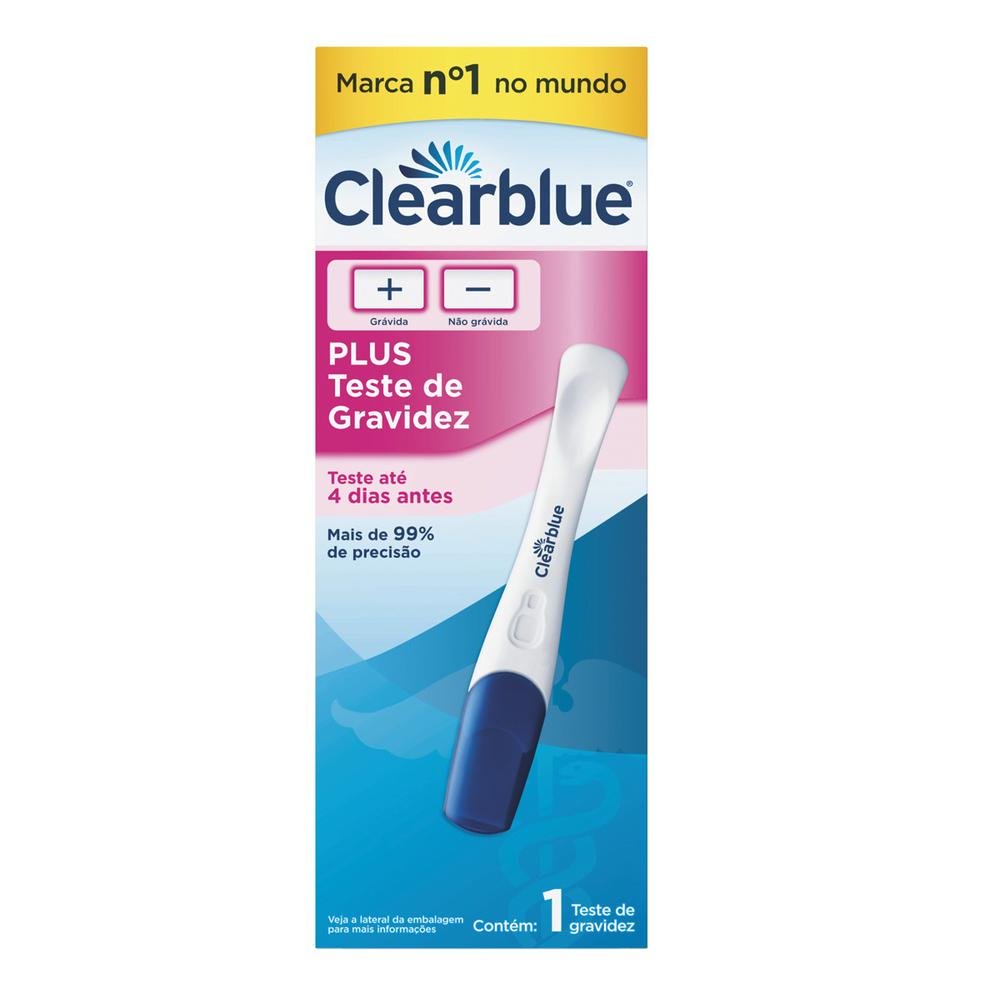 Marca nº1 no mundo
Clearblue®
+ −
Grávida Não grávida
PLUS
Teste de
Gravidez
Teste até
4 dias antes
Mais de 99%
de precisão
Clearblue
Veja a lateral da embalagem
para mais informações
Contém: 1 Teste de
gravidez